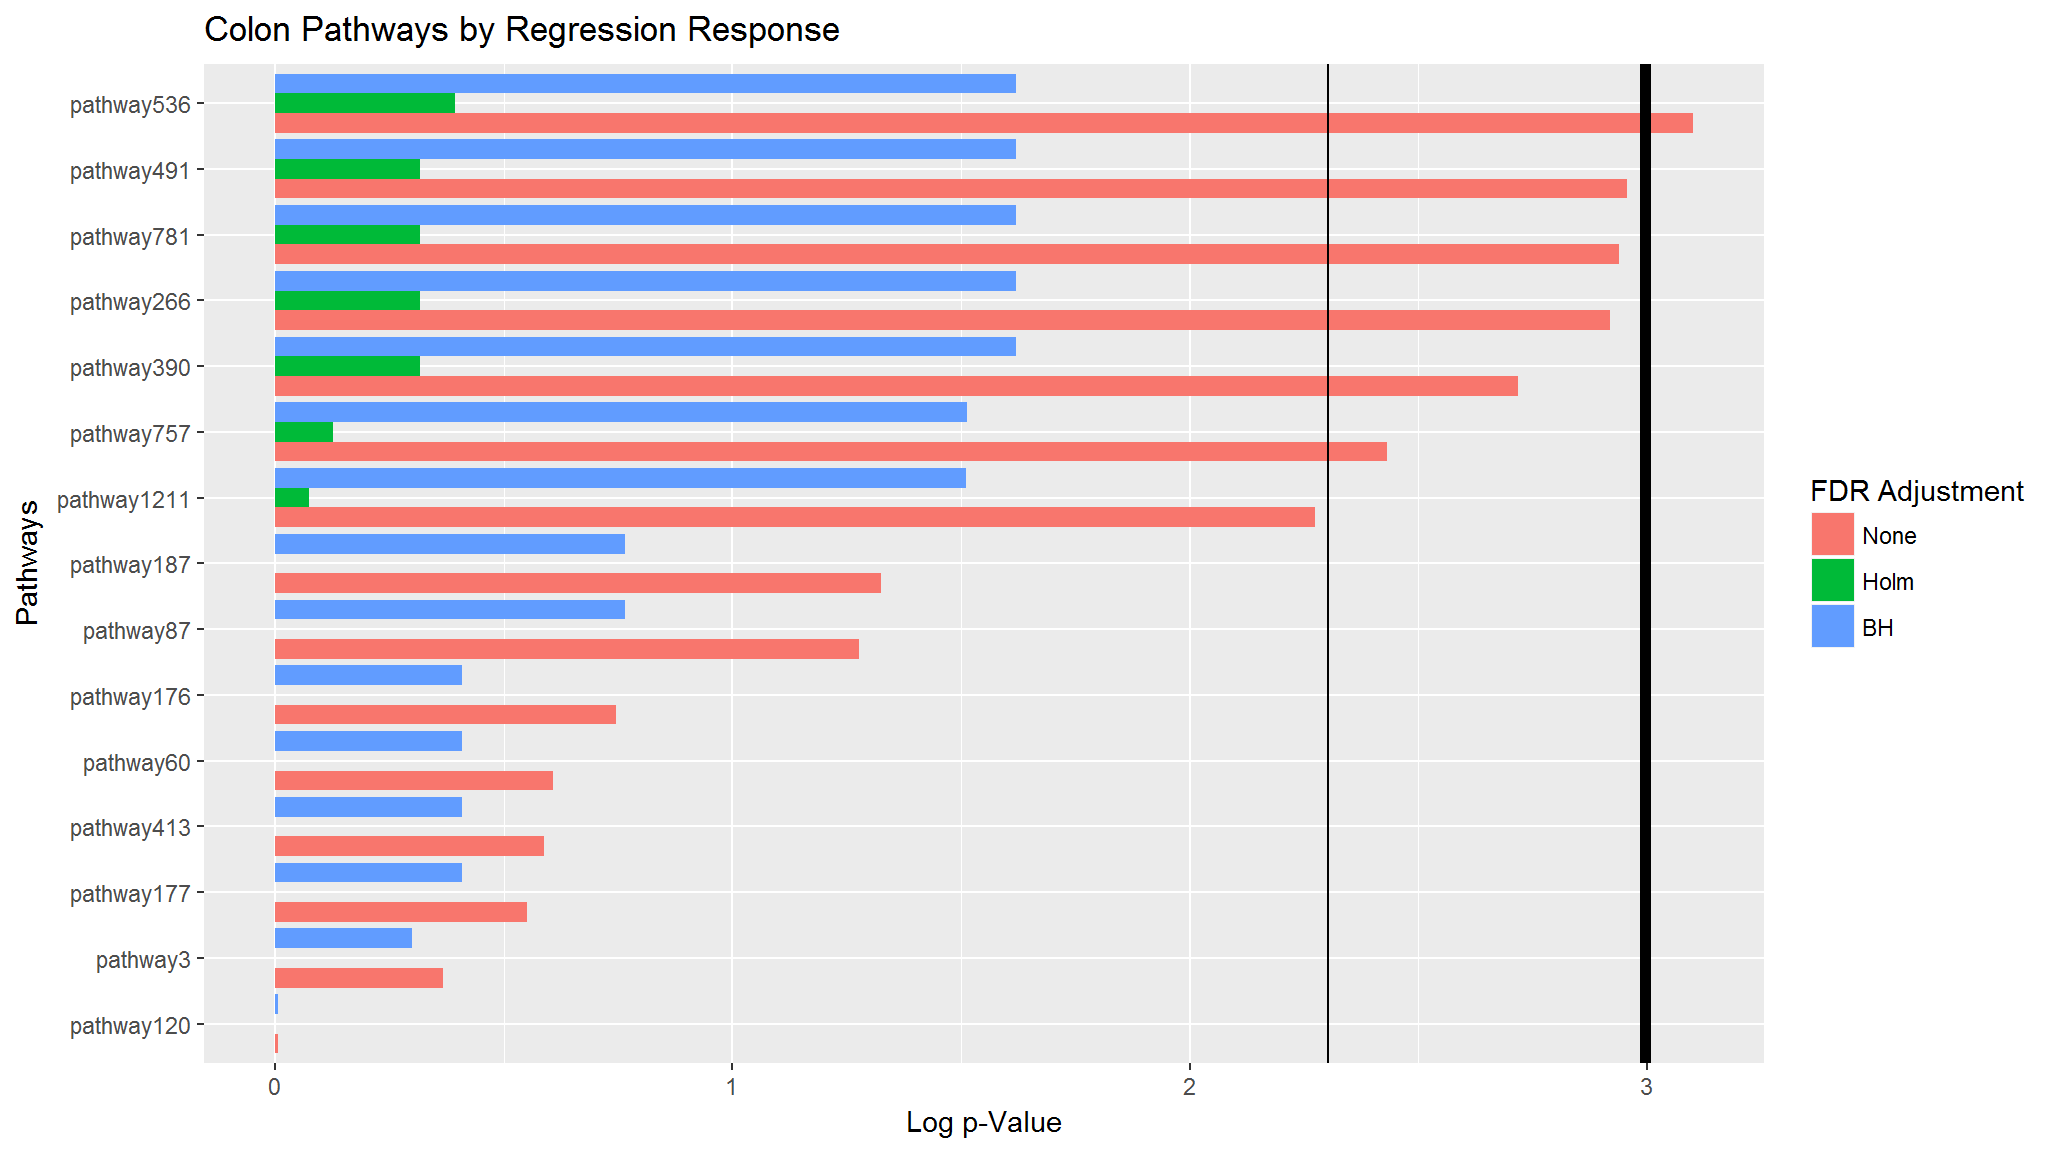 Colon Pathways by Regression Response
pathway536
pathway491
pathway781
pathway266
pathway390
pathway757
pathway1211
pathway187
pathway87
pathway176
pathway60
pathway413
pathway177
pathway3
pathway120
Pathways
0 1 2 3
Log p-Value
FDR Adjustment
None
Holm
BH